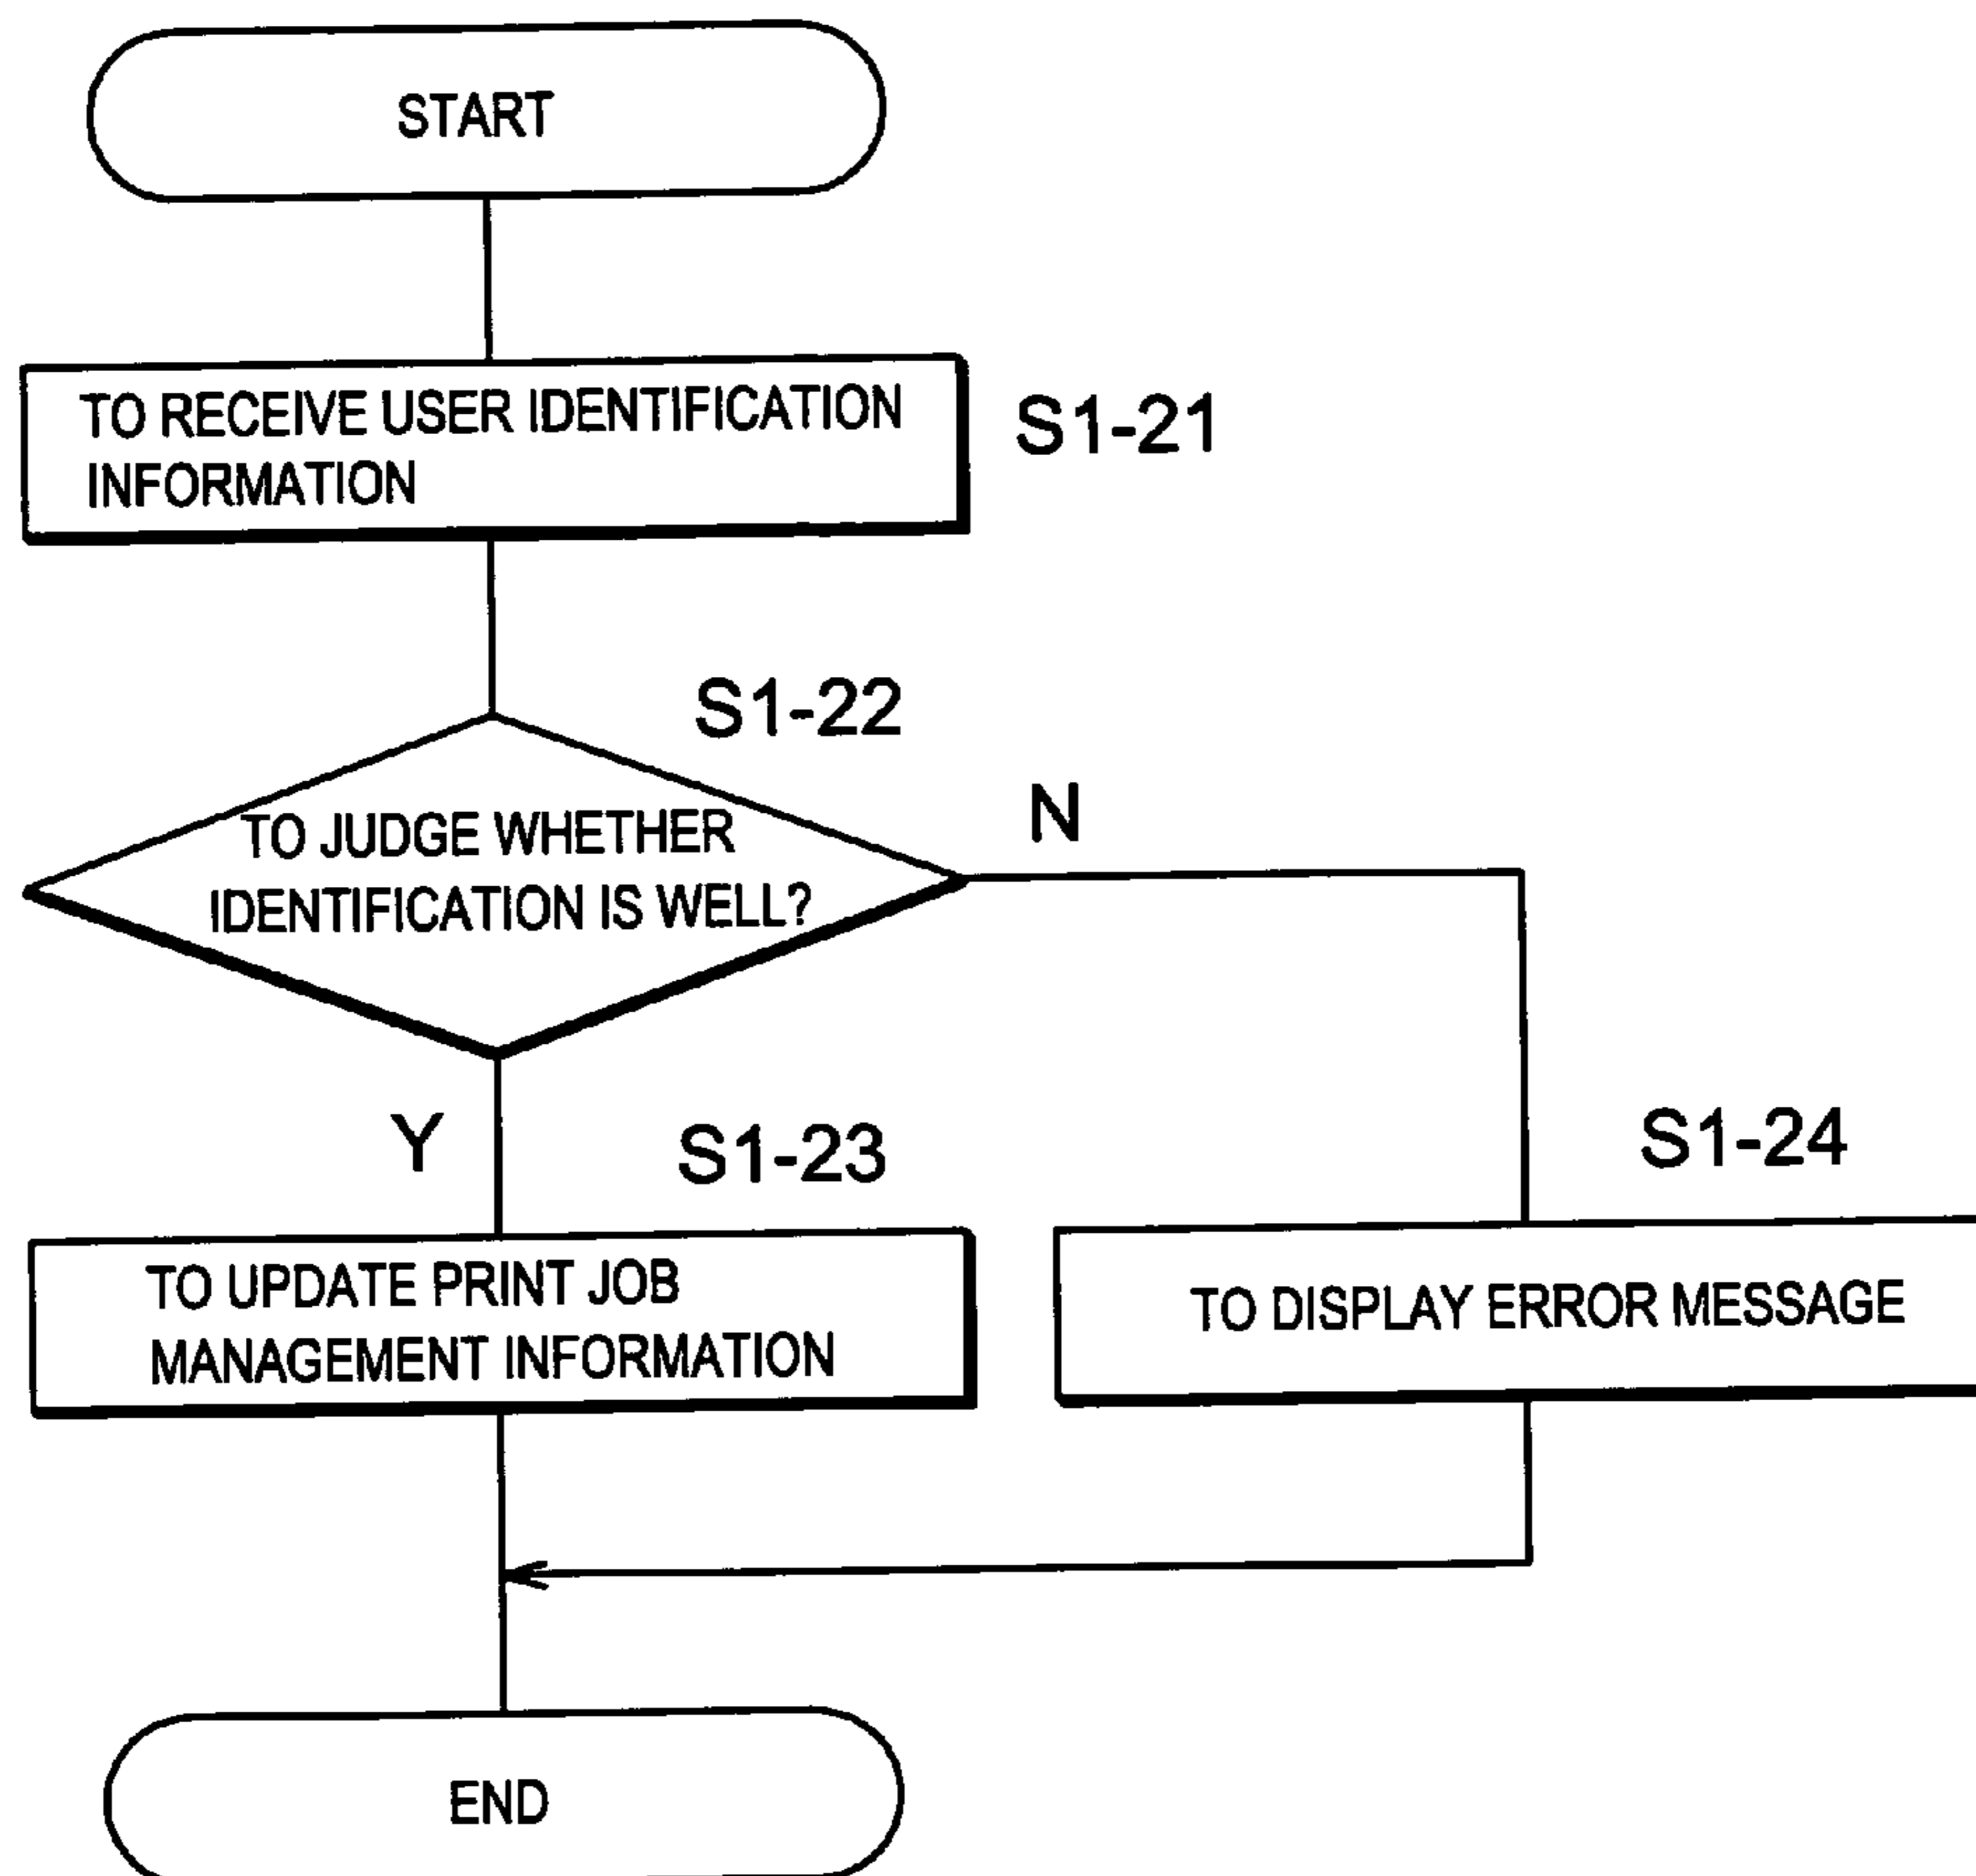 START
TO RECEIVE USER IDENTIFICATION
INFORMATION
S1-21
S1-22
TO JUDGE WHETHER
IDENTIFICATION IS WELL?
N
Y
S1-23
S1-24
TO UPDATE PRINT JOB
MANAGEMENT INFORMATION
TO DISPLAY ERROR MESSAGE
END